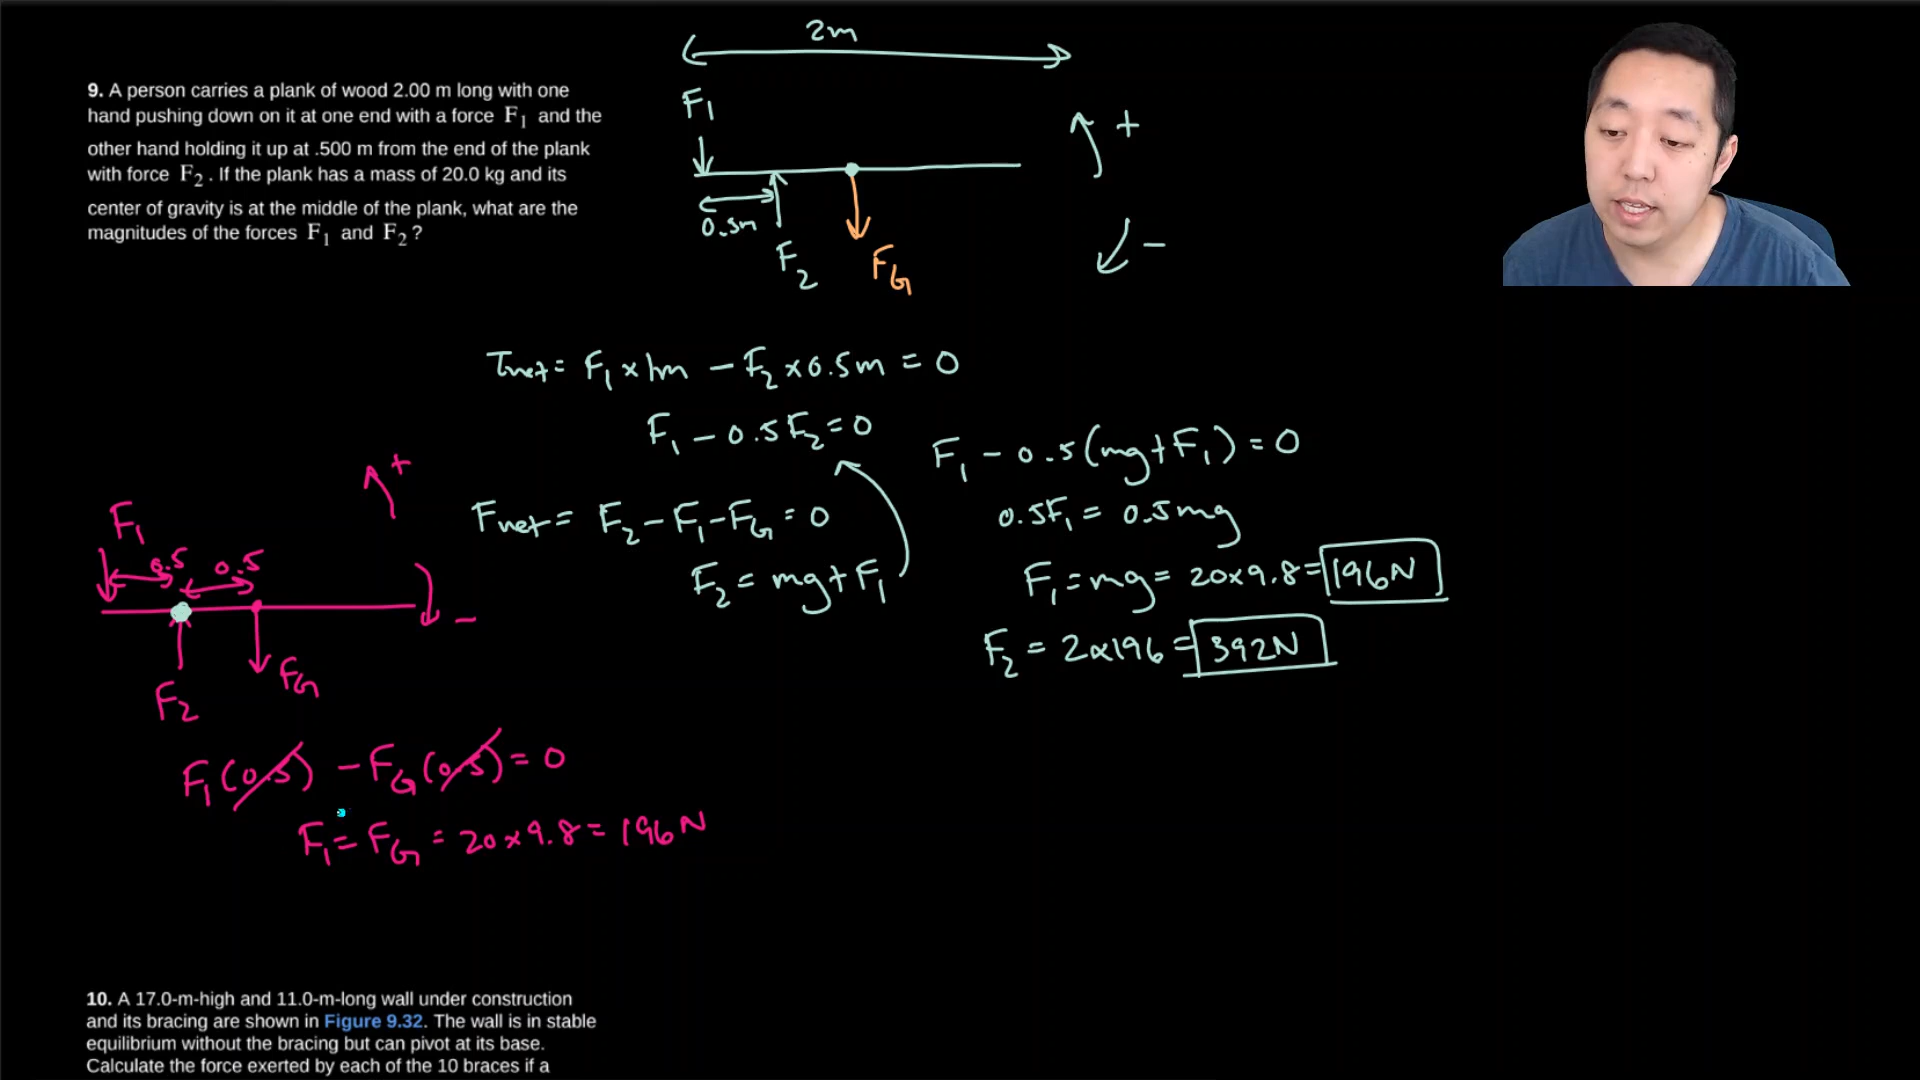 9. A person carries a plank of wood 2.00 m long with one
hand pushing down on it at one end with a force F₁ and the
other hand holding it up at .500 m from the end of the plank
with force F₂. If the plank has a mass of 20.0 kg and its
center of gravity is at the middle of the plank, what are the
magnitudes of the forces F₁ and F₂?
2m
F₁
0.5m
F₂
F_G
+
−
τnet = F₁ × 1m − F₂ × 0.5m = 0
F₁ − 0.5F₂ = 0
Fnet = F₂ − F₁ − F_G = 0
F₂ = mg + F₁
F₁ − 0.5(mg + F₁) = 0
0.5F₁ = 0.5mg
F₁ = mg = 20×9.8 = 196N
F₂ = 2×196 = 392N
+
F₁
0.5
0.5
−
F₂
F_G
F₁(0.5) − F_G(0.5) = 0
F₁ = F_G = 20×9.8 = 196N
10. A 17.0-m-high and 11.0-m-long wall under construction
and its bracing are shown in Figure 9.32. The wall is in stable
equilibrium without the bracing but can pivot at its base.
Calculate the force exerted by each of the 10 braces if a